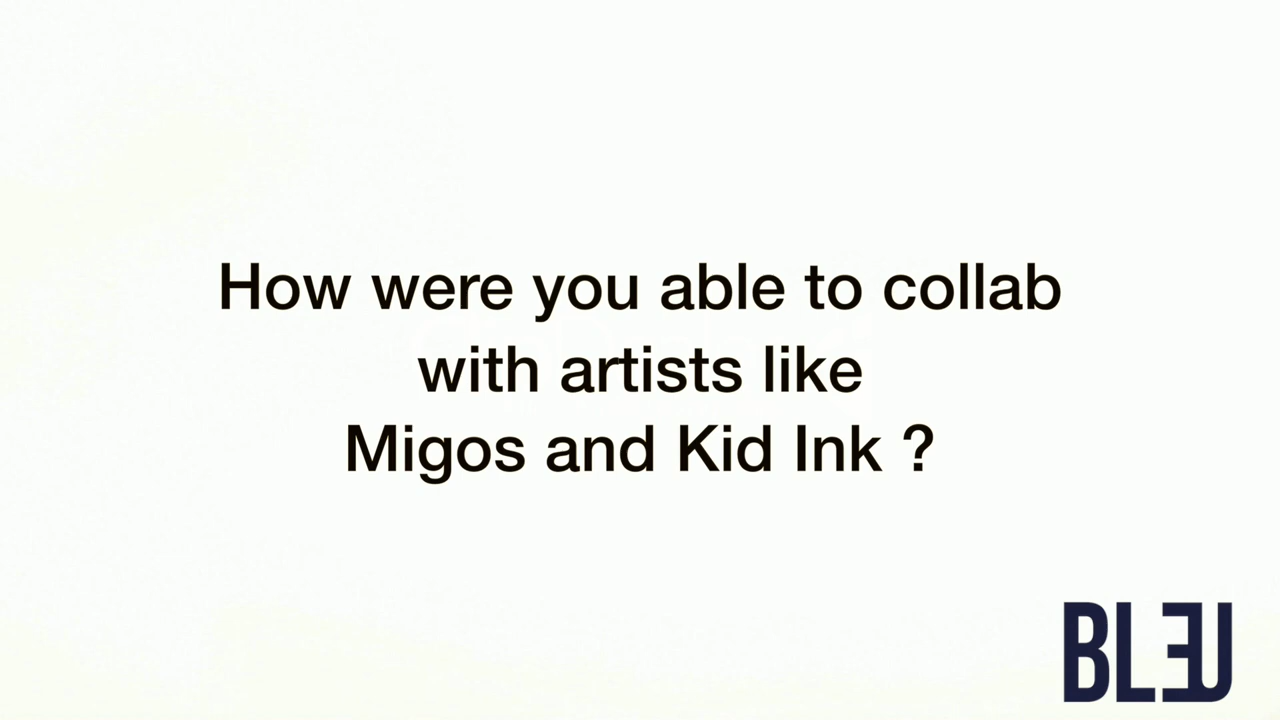 How were you able to collab
with artists like
Migos and Kid Ink ?
BLEU